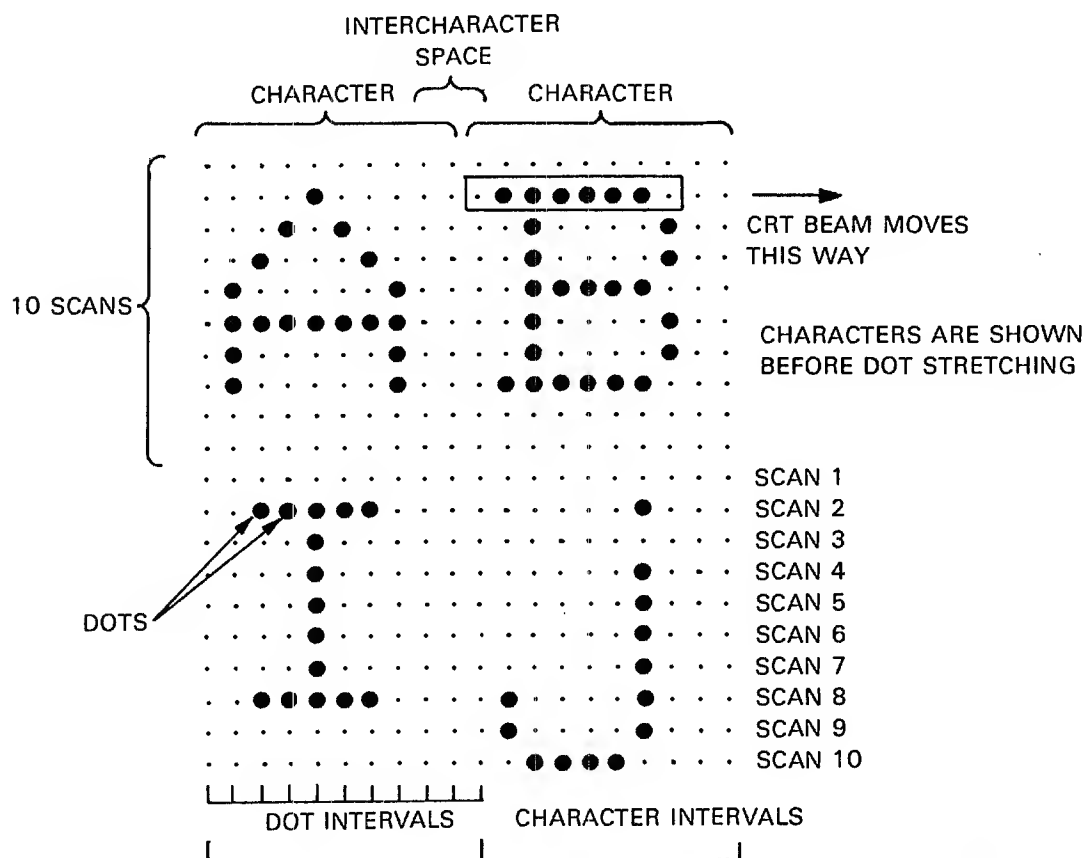 INTERCHARACTER
SPACE
CHARACTER
CHARACTER
CRT BEAM MOVES
THIS WAY
10 SCANS
CHARACTERS ARE SHOWN
BEFORE DOT STRETCHING
SCAN 1
SCAN 2
SCAN 3
SCAN 4
SCAN 5
DOTS
SCAN 6
SCAN 7
SCAN 8
SCAN 9
SCAN 10
DOT INTERVALS
CHARACTER INTERVALS